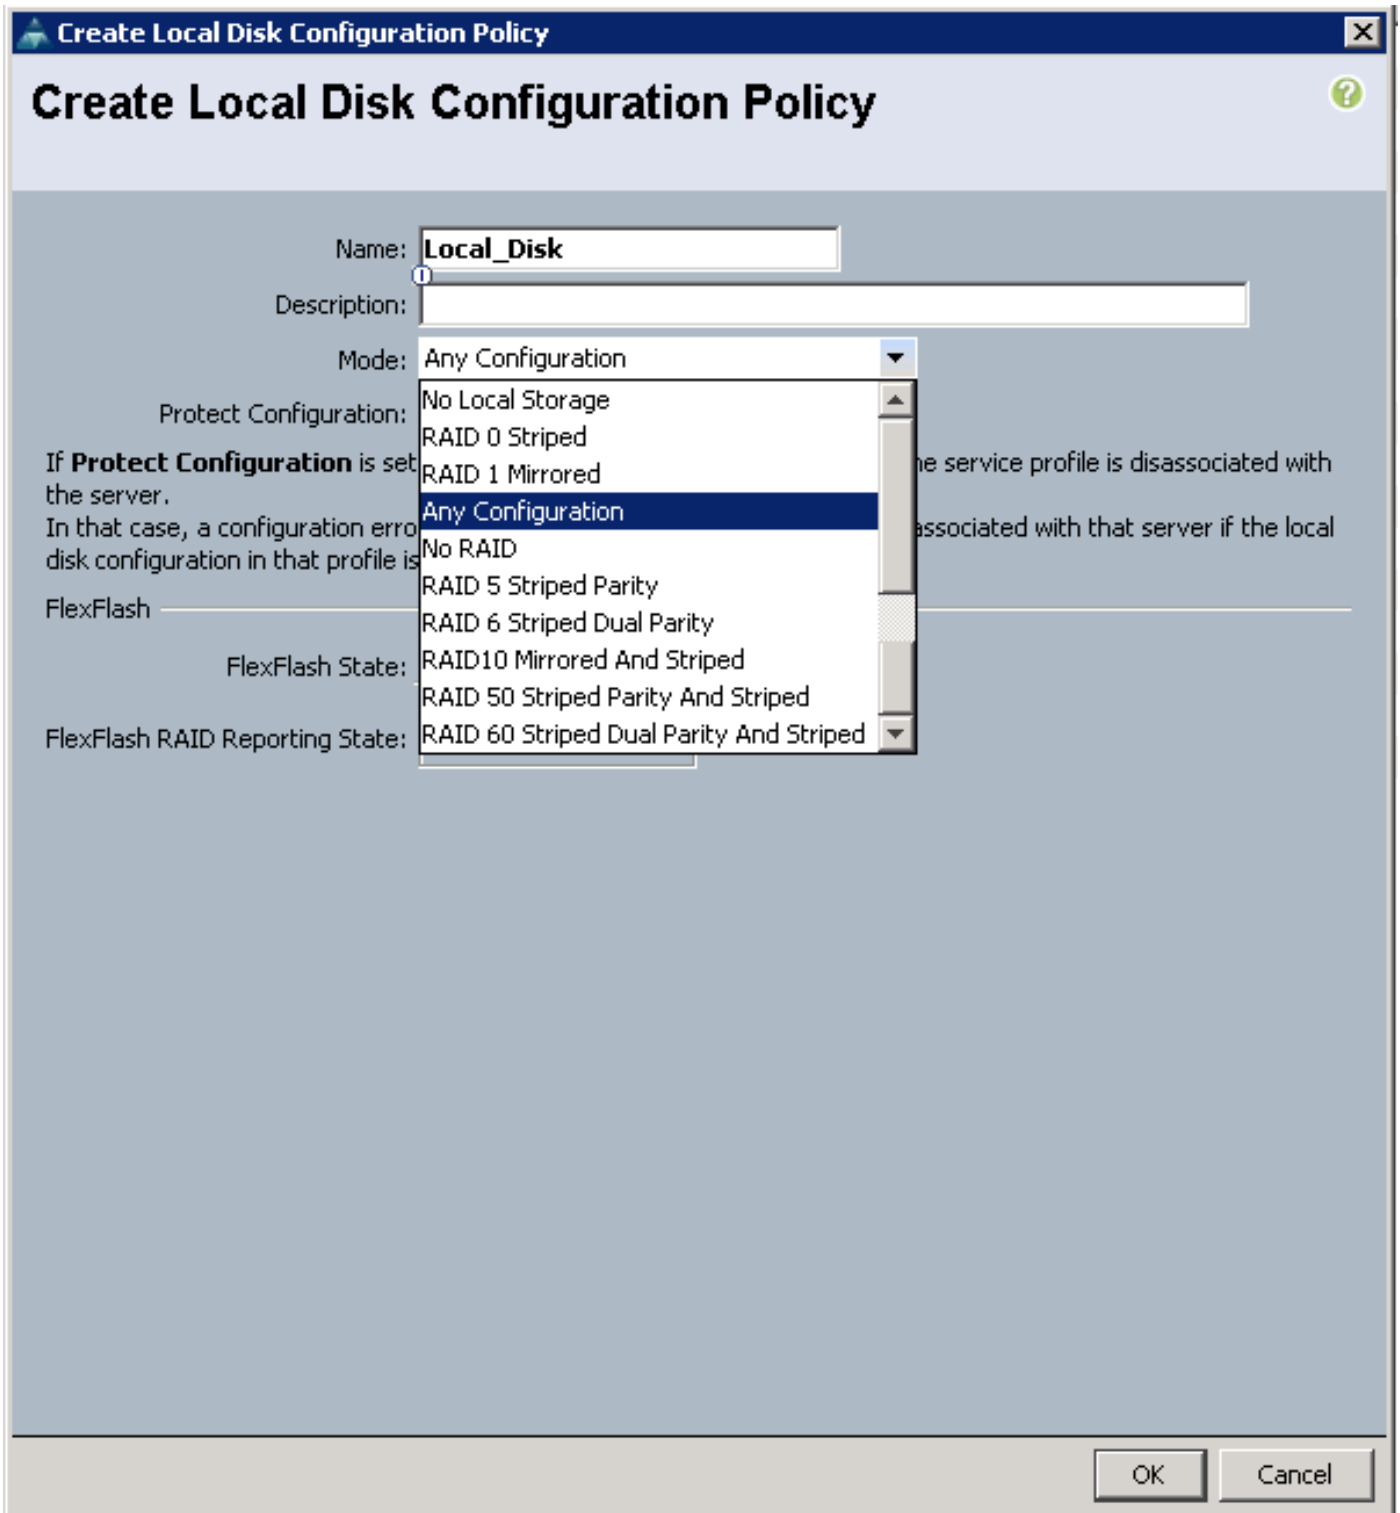 Create Local Disk Configuration Policy
Create Local Disk Configuration Policy
Name: Local_Disk
Description:
Mode: Any Configuration
No Local Storage
Protect Configuration:
RAID 0 Striped
If Protect Configuration is set
RAID 1 Mirrored
he service profile is disassociated with
the server.
Any Configuration
In that case, a configuration erro
ssociated with that server if the local
No RAID
disk configuration in that profile is
RAID 5 Striped Parity
FlexFlash
RAID 6 Striped Dual Parity
FlexFlash State:
RAID10 Mirrored And Striped
RAID 50 Striped Parity And Striped
FlexFlash RAID Reporting State:
RAID 60 Striped Dual Parity And Striped
OK
Cancel